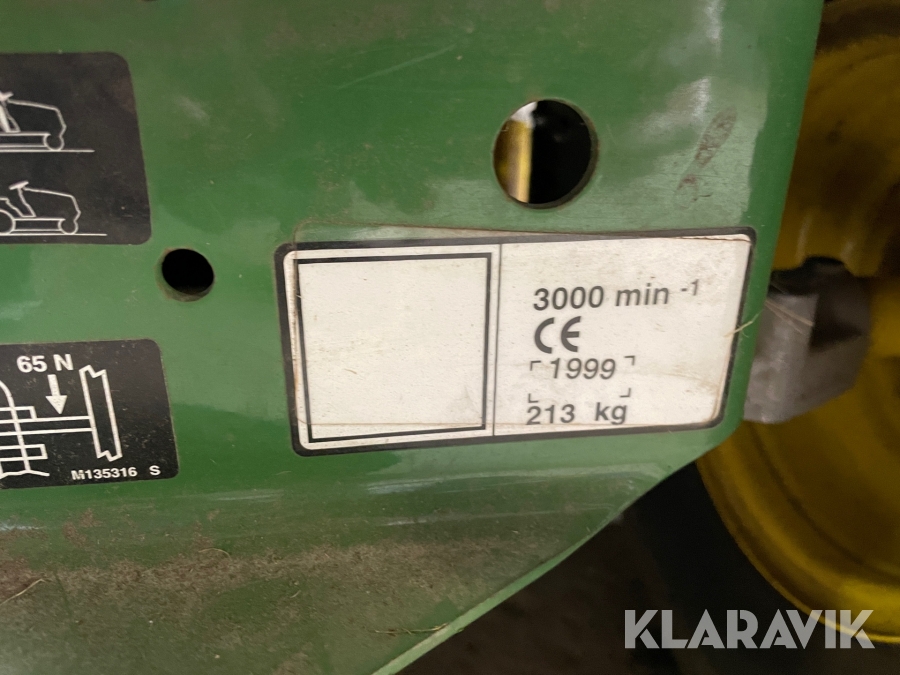 3000 min -1
CE
1999
213 kg
65 N
M135316 S
KLARAVIK